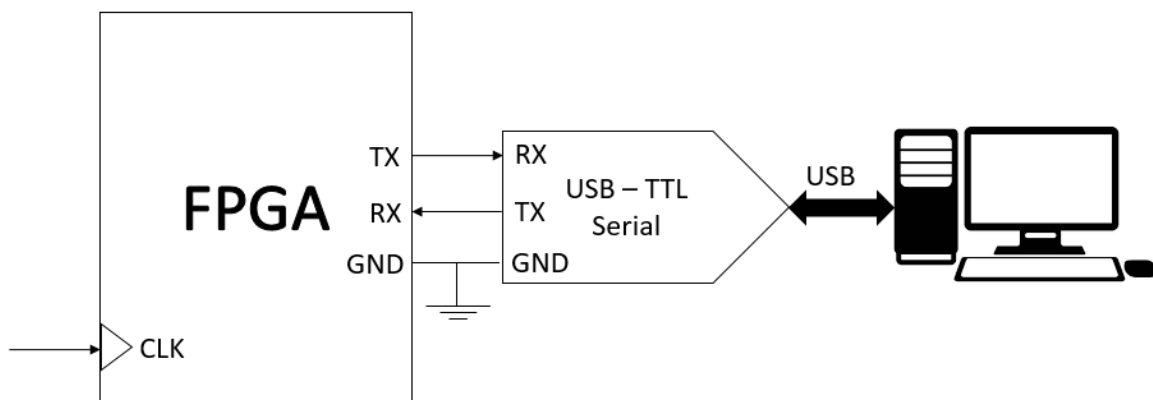 FPGA
TX
RX
GND
CLK
RX
TX
GND
USB – TTL
Serial
USB